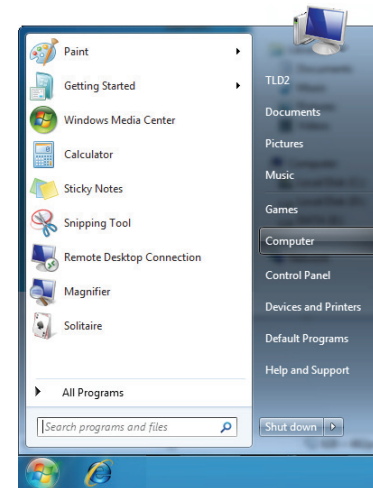 Paint
Getting Started
Windows Media Center
Calculator
Sticky Notes
Snipping Tool
Remote Desktop Connection
Magnifier
Solitaire
All Programs
Search programs and files
TLD2
Documents
Pictures
Music
Games
Computer
Control Panel
Devices and Printers
Default Programs
Help and Support
Shut down